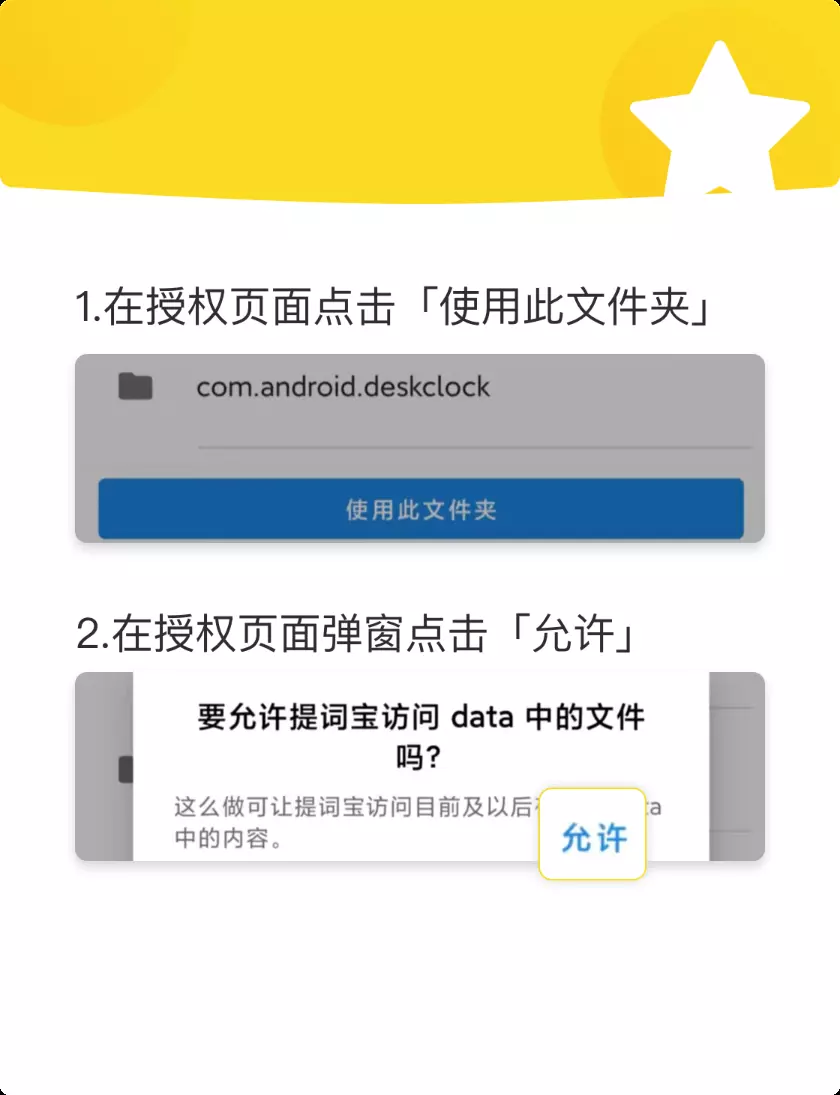 1.在授权页面点击「使用此文件夹」
com.android.deskclock
使用此文件夹
2.在授权页面弹窗点击「允许」
要允许提词宝访问 data 中的文件
吗？
这么做可让提词宝访问目前及以后 ta
中的内容。
允许